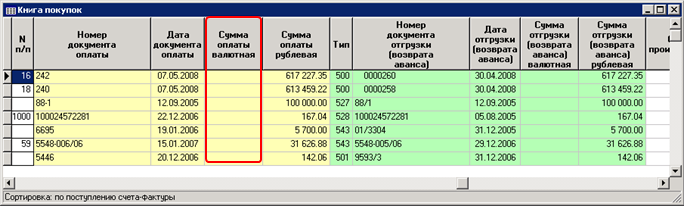 Книга покупок
N п/п | Номер документа оплаты | Дата документа оплаты | Сумма оплаты валютная | Сумма оплаты рублевая | Тип | Номер документа отгрузки (возврата аванса) | Дата отгрузки (возврата аванса) | Сумма отгрузки (возврата аванса) валютная | Сумма отгрузки (возврата аванса) рублевая | прои
16 242 07.05.2008 617 227.35 500 0000260 30.04.2008 617 227.35
18 240 07.05.2008 613 459.22 500 0000258 30.04.2008 613 459.22
88-1 12.09.2005 100 000.00 527 88/1 12.09.2005 100 000.00
1000 100024572281 22.12.2006 167.04 528 100024572281 22.12.2006 167.04
6695 19.01.2006 5 700.00 543 01/3304 31.12.2005 5 700.00
59 5548-006/06 15.01.2007 31 626.88 543 5548-005/06 29.12.2006 31 626.88
5446 20.12.2006 142.06 501 9593/3 31.12.2006 142.06
Сортировка: по поступлению счета-фактуры